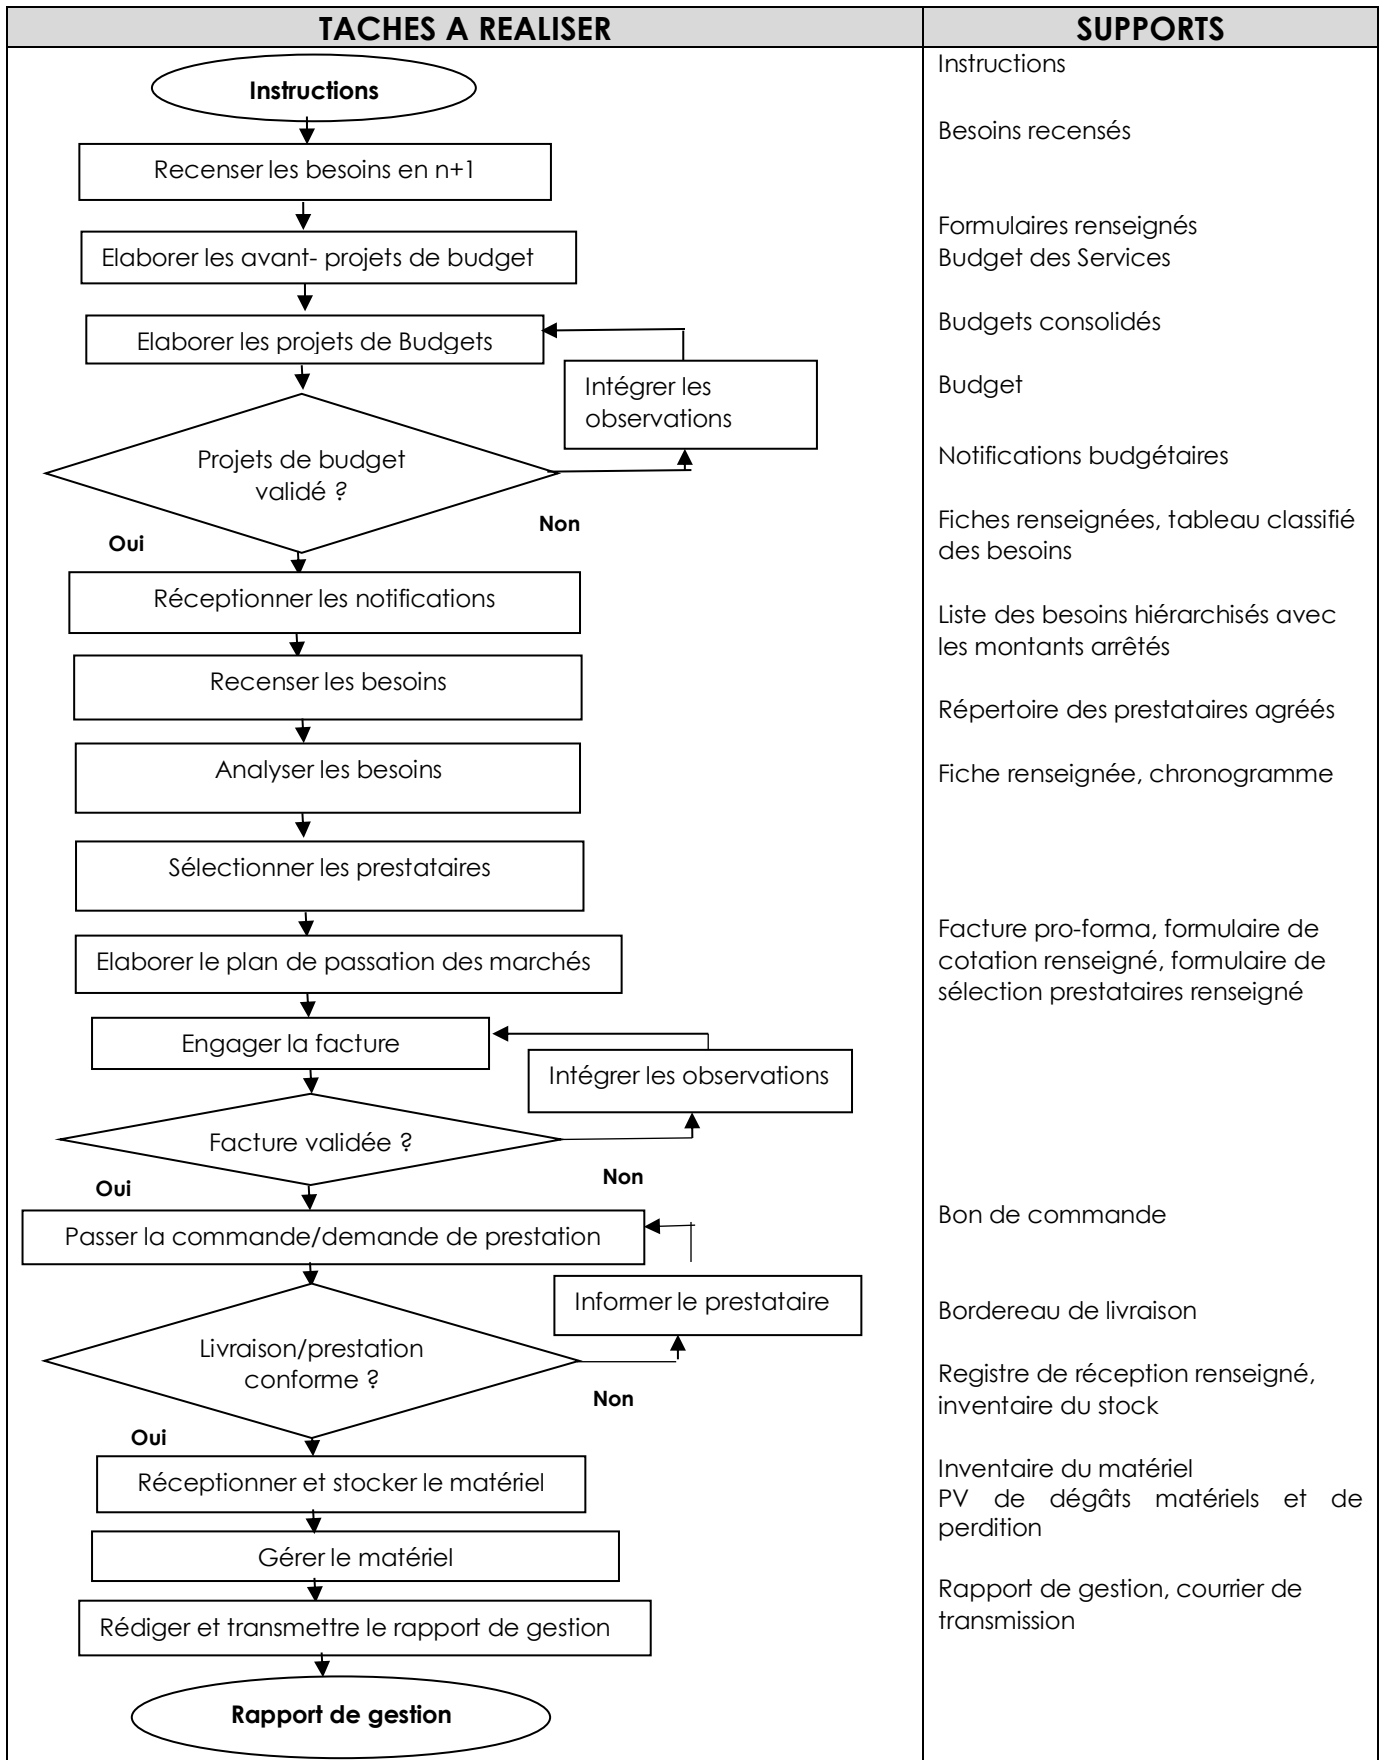 TACHES A REALISER
SUPPORTS
Instructions
Recenser les besoins en n+1
Elaborer les avant- projets de budget
Elaborer les projets de Budgets
Intégrer les
observations
Projets de budget
validé ?
Non
Oui
Réceptionner les notifications
Recenser les besoins
Analyser les besoins
Sélectionner les prestataires
Elaborer le plan de passation des marchés
Engager la facture
Intégrer les observations
Facture validée ?
Non
Oui
Passer la commande/demande de prestation
Informer le prestataire
Livraison/prestation
conforme ?
Non
Oui
Réceptionner et stocker le matériel
Gérer le matériel
Rédiger et transmettre le rapport de gestion
Rapport de gestion
Instructions
Besoins recensés
Formulaires renseignés
Budget des Services
Budgets consolidés
Budget
Notifications budgétaires
Fiches renseignées, tableau classifié
des besoins
Liste des besoins hiérarchisés avec
les montants arrêtés
Répertoire des prestataires agréés
Fiche renseignée, chronogramme
Facture pro-forma, formulaire de
cotation renseigné, formulaire de
sélection prestataires renseigné
Bon de commande
Bordereau de livraison
Registre de réception renseigné,
inventaire du stock
Inventaire du matériel
PV de dégâts matériels et de
perdition
Rapport de gestion, courrier de
transmission